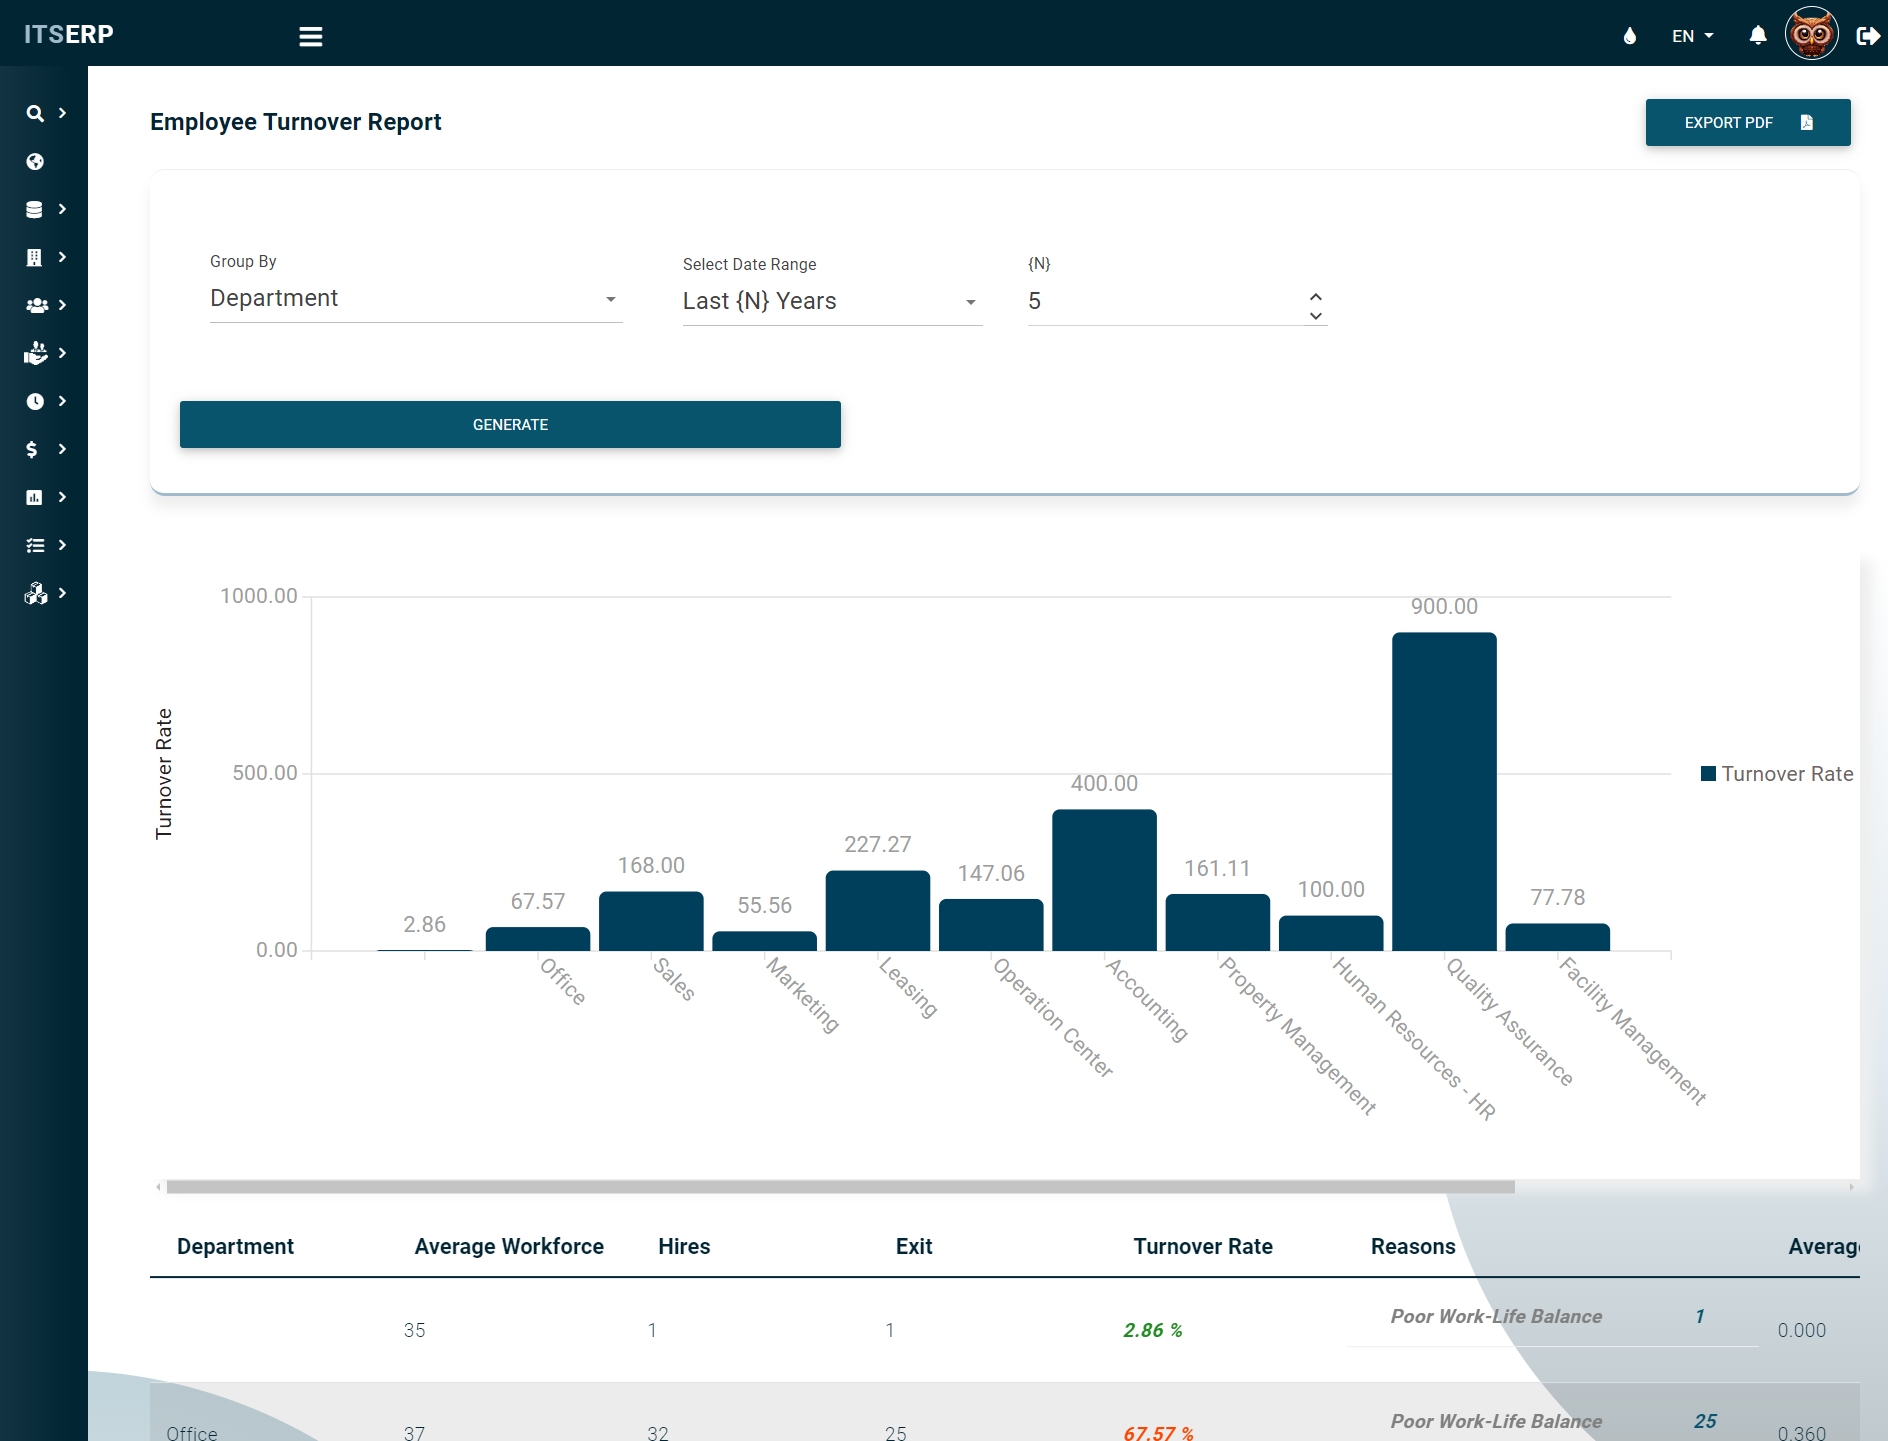 ITSERP
EN
Employee Turnover Report
EXPORT PDF
Group By
Department
Select Date Range
Last {N} Years
{N}
5
GENERATE
Turnover Rate
1000.00
500.00
0.00
2.86
67.57
168.00
55.56
227.27
147.06
400.00
161.11
100.00
900.00
77.78
Office
Sales
Marketing
Leasing
Operation Center
Accounting
Property Management
Human Resources - HR
Quality Assurance
Facility Management
Turnover Rate
Department Average Workforce Hires Exit Turnover Rate Reasons Average
35 1 1 2.86 % Poor Work-Life Balance 1 0.000
Office 37 32 25 67.57 % Poor Work-Life Balance 25 0.360